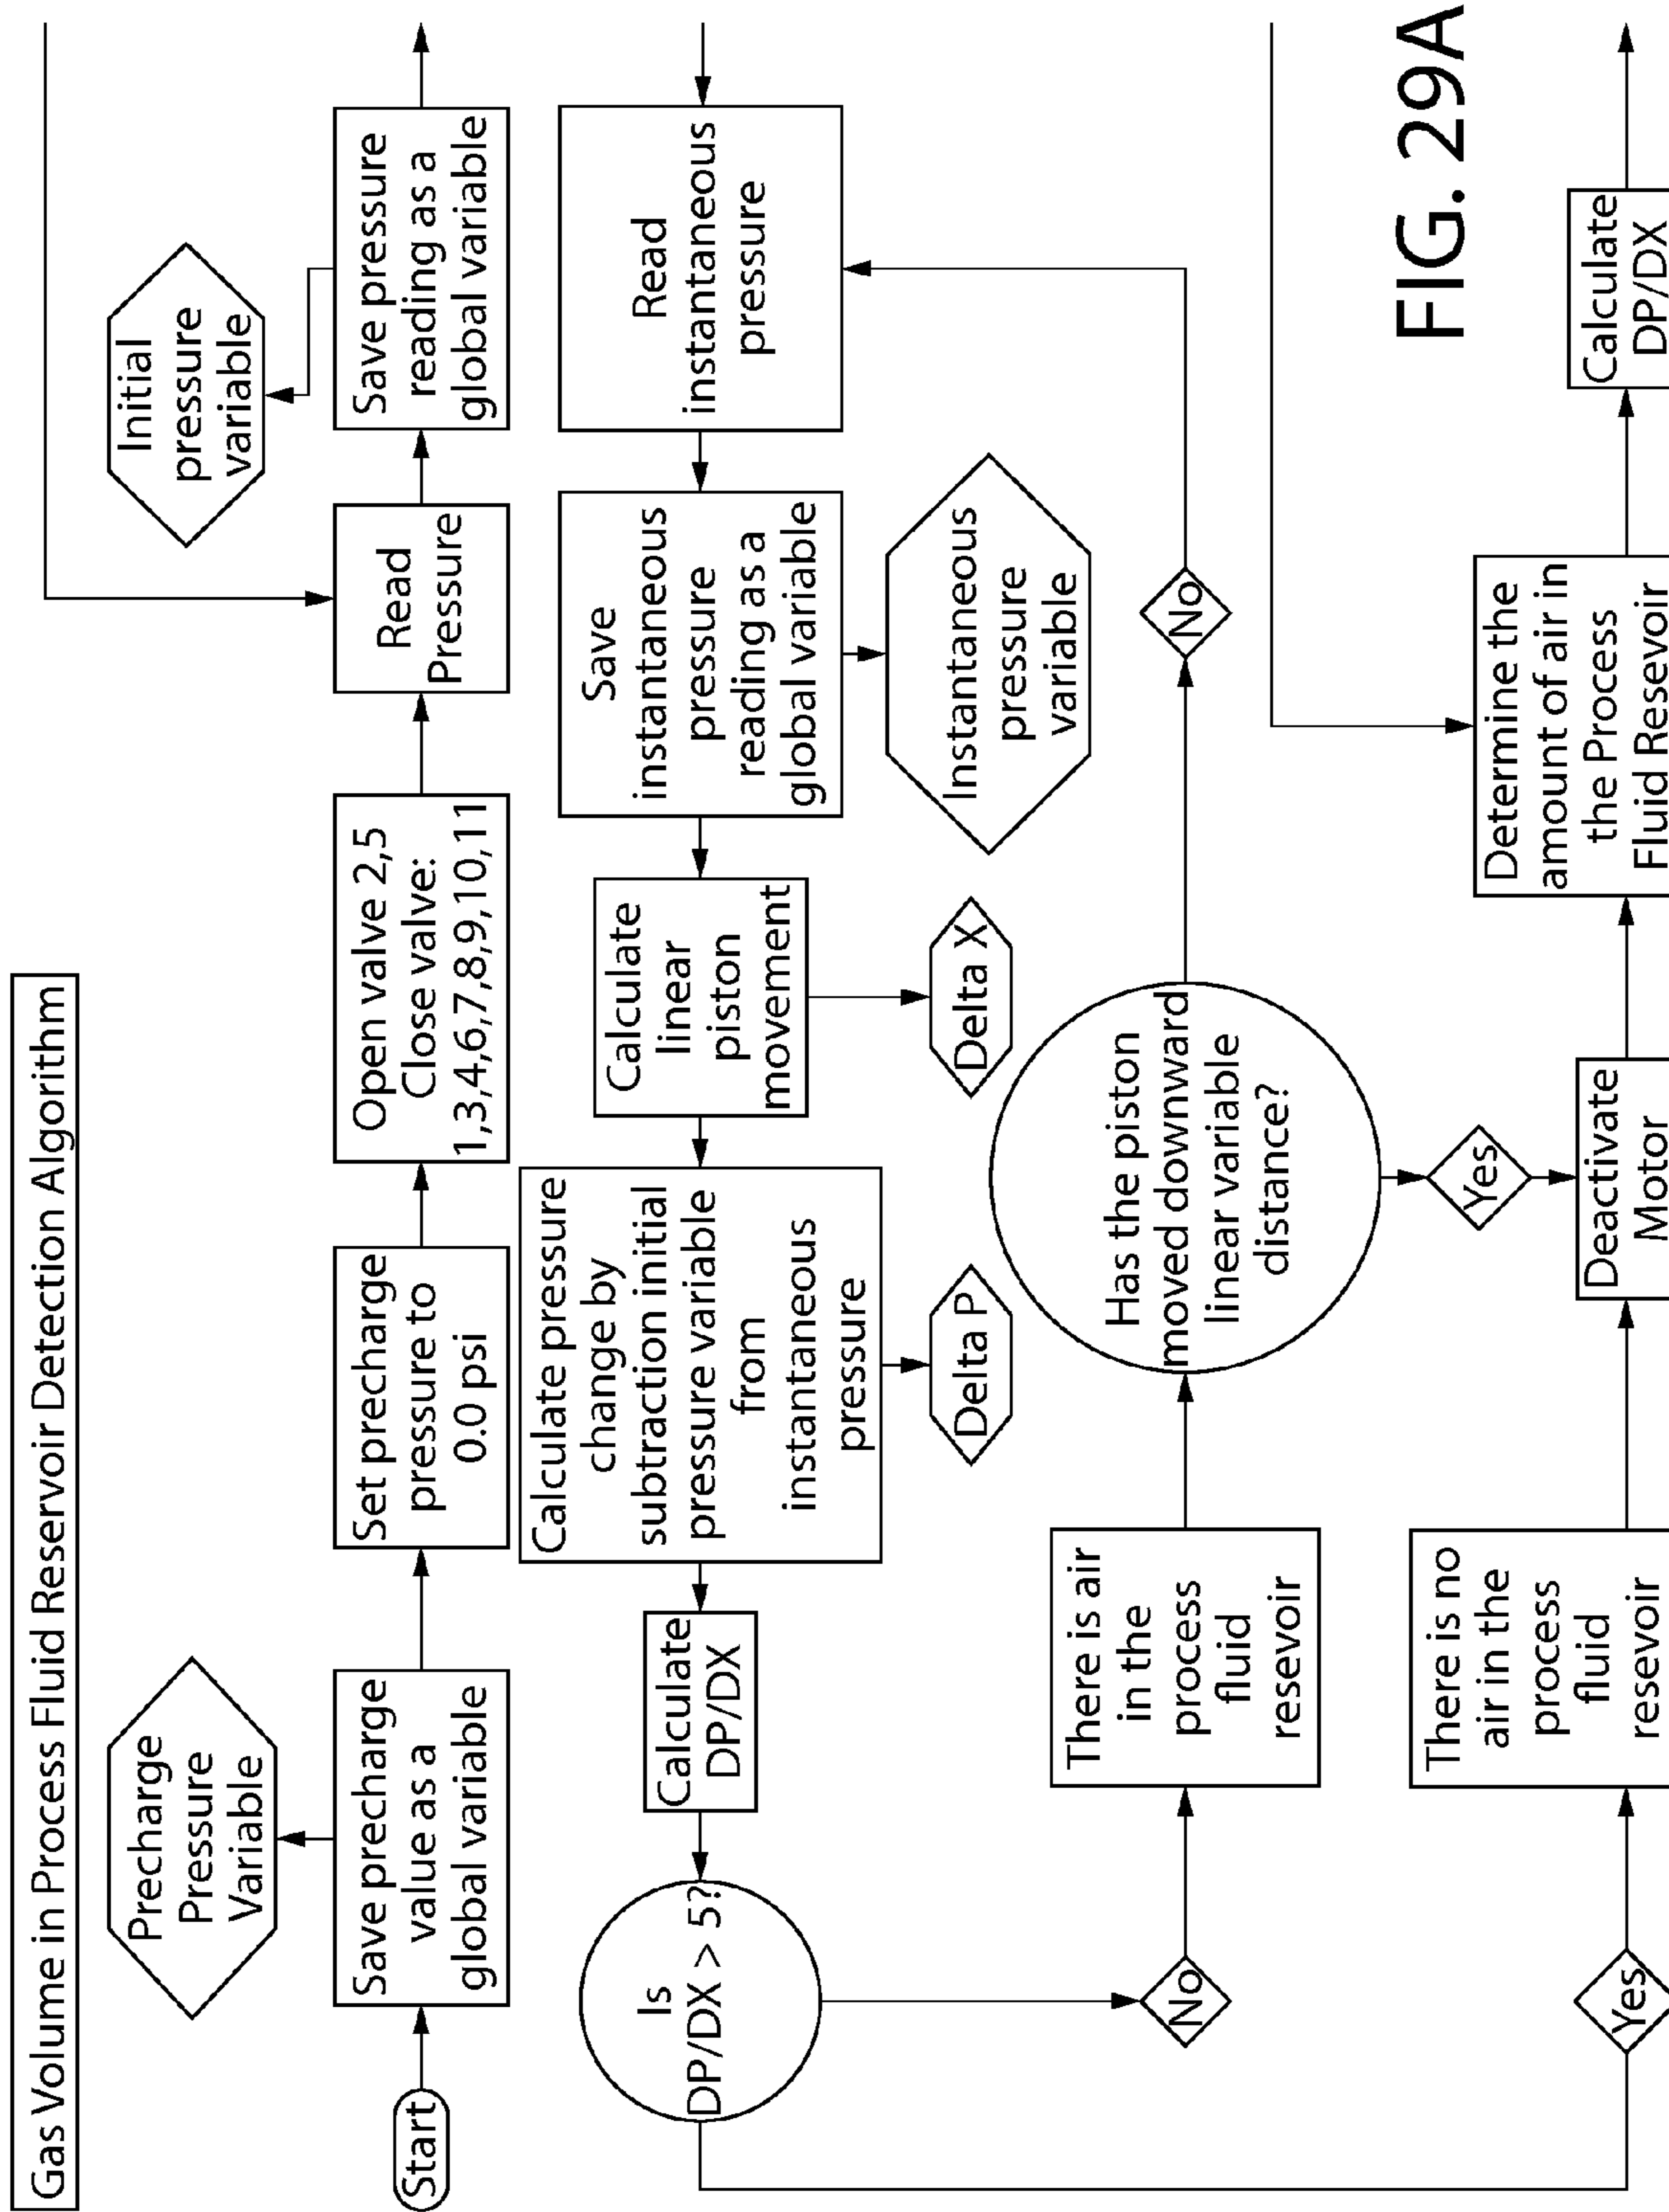 Gas Volume in Process Fluid Reservoir Detection Algorithm
Precharge
Pressure
Variable
Initial
pressure
variable
Start
Save precharge
value as a
global variable
Set precharge
pressure to
0.0 psi
Open valve 2,5
Close valve:
1,3,4,6,7,8,9,10,11
Read
Pressure
Save pressure
reading as a
global variable
Is
DP/DX > 5?
Calculate
DP/DX
Calculate pressure
change by
subtraction initial
pressure variable
from
instantaneous
pressure
Calculate
linear
piston
movement
Save
instantaneous
pressure
reading as a
global variable
Read
instantaneous
pressure
Delta P
Delta X
Instantaneous
pressure
variable
No
There is air
in the
process
fluid
resevoir
Has the piston
moved downward
linear variable
distance?
No
Yes
FIG. 29A
Yes
There is no
air in the
process
fluid
resevoir
Deactivate
Motor
Determine the
amount of air in
the Process
Fluid Resevoir
Calculate
DP/DX